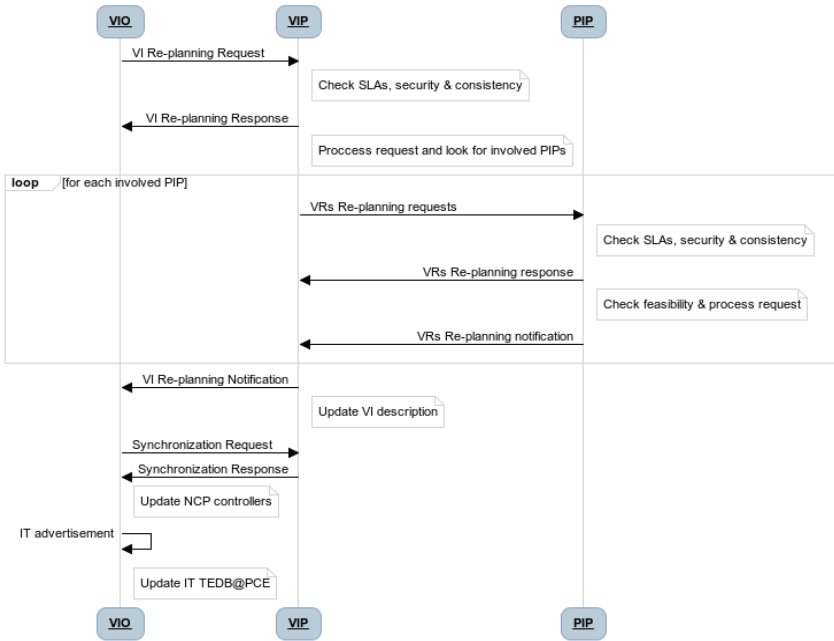 VIO
VIP
PIP
VI Re-planning Request
Check SLAs, security & consistency
VI Re-planning Response
Proccess request and look for involved PIPs
loop
[for each involved PIP]
VRs Re-planning requests
Check SLAs, security & consistency
VRs Re-planning response
Check feasibility & process request
VRs Re-planning notification
VI Re-planning Notification
Update VI description
Synchronization Request
Synchronization Response
Update NCP controllers
IT advertisement
Update IT TEDB@PCE
VIO
VIP
PIP